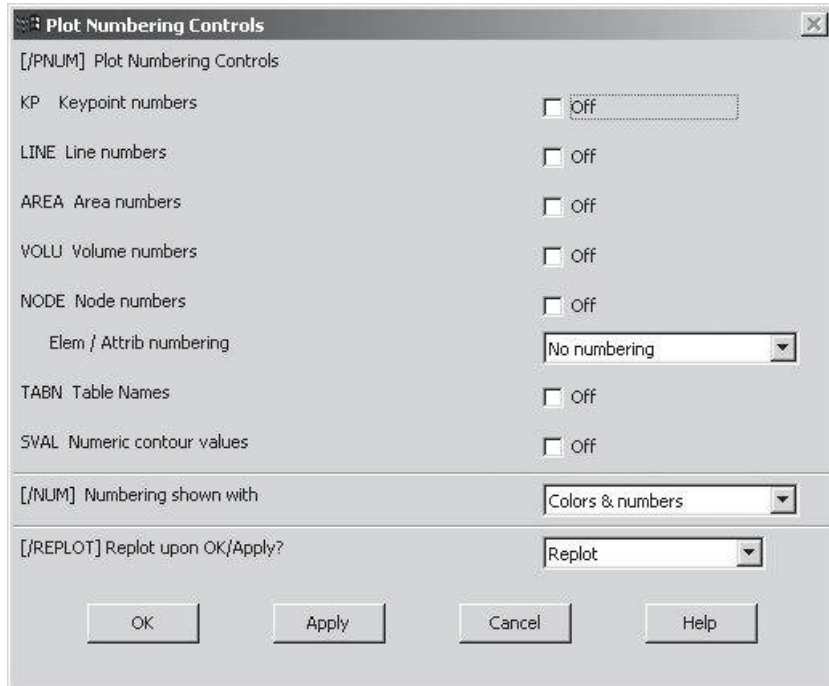 Plot Numbering Controls
[/PNUM] Plot Numbering Controls
KP Keypoint numbers Off
LINE Line numbers Off
AREA Area numbers Off
VOLU Volume numbers Off
NODE Node numbers Off
Elem / Attrib numbering No numbering
TABN Table Names Off
SVAL Numeric contour values Off
[/NUM] Numbering shown with Colors & numbers
[/REPLOT] Replot upon OK/Apply? Replot
OK Apply Cancel Help